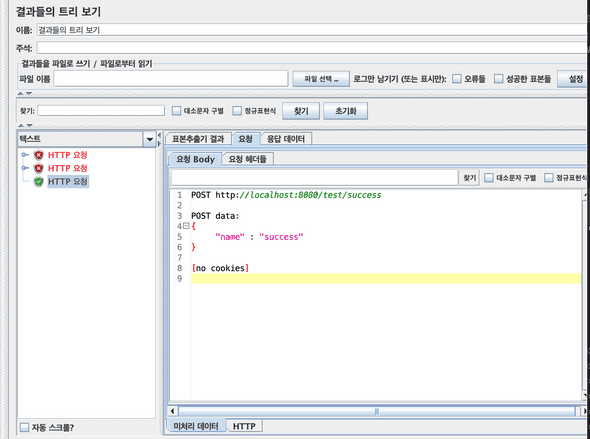 결과들의 트리 보기
이름: 결과들의 트리 보기
주석:
결과들을 파일로 쓰기 / 파일로부터 읽기
파일 이름 파일 선택 ... 로그만 남기기 (또는 표시만): 오류들 성공한 표본들 설정
찾기: 대소문자 구별 정규표현식 찾기 초기화
텍스트
HTTP 요청
HTTP 요청
HTTP 요청
표본추출기 결과 요청 응답 데이터
요청 Body 요청 헤더들
찾기 대소문자 구별 정규표현식
1 POST http://localhost:8080/test/success
2
3 POST data:
4 {
5 "name" : "success"
6 }
7
8 [no cookies]
9
미처리 데이터 HTTP
자동 스크롤?